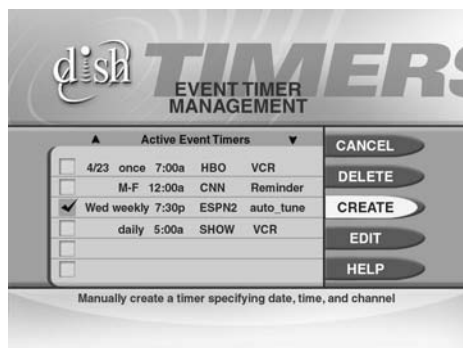 dish TIMERS
EVENT TIMER
MANAGEMENT
Active Event Timers
4/23 once 7:00a HBO VCR
M-F 12:00a CNN Reminder
Wed weekly 7:30p ESPN2 auto_tune
daily 5:00a SHOW VCR
CANCEL
DELETE
CREATE
EDIT
HELP
Manually create a timer specifying date, time, and channel